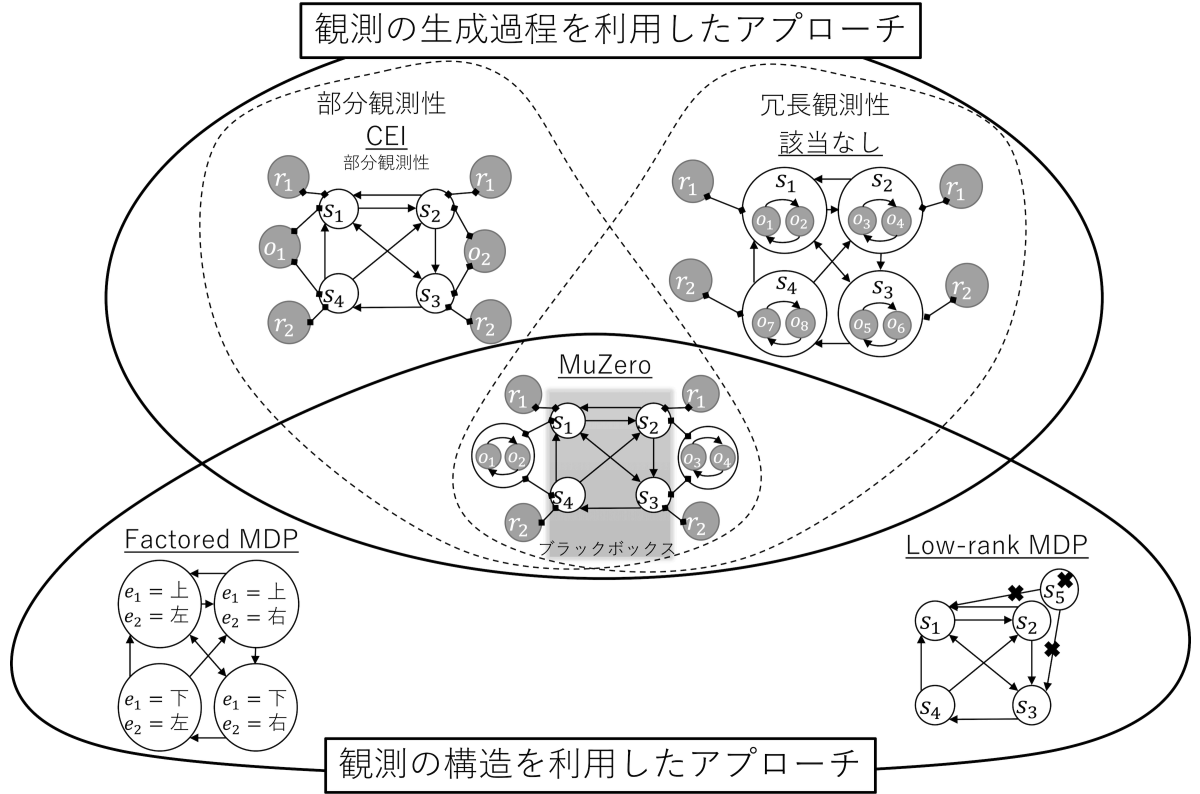 観測の生成過程を利用したアプローチ
部分観測性
CEI
部分観測性
r₁ r₁
s₁ s₂
o₁ o₂
s₄ s₃
r₂ r₂
冗長観測性
該当なし
r₁ s₁ s₂ r₁
o₁ o₂ o₃ o₄
r₂ s₄ s₃ r₂
o₇ o₈ o₅ o₆
MuZero
r₁ r₁
s₁ s₂
o₁ o₂ o₃ o₄
s₄ s₃
r₂ r₂
ブラックボックス
Factored MDP
e₁ = 上 e₁ = 上
e₂ = 左 e₂ = 右
e₁ = 下 e₁ = 下
e₂ = 左 e₂ = 右
Low-rank MDP
s₅
s₁ s₂
s₄ s₃
観測の構造を利用したアプローチ